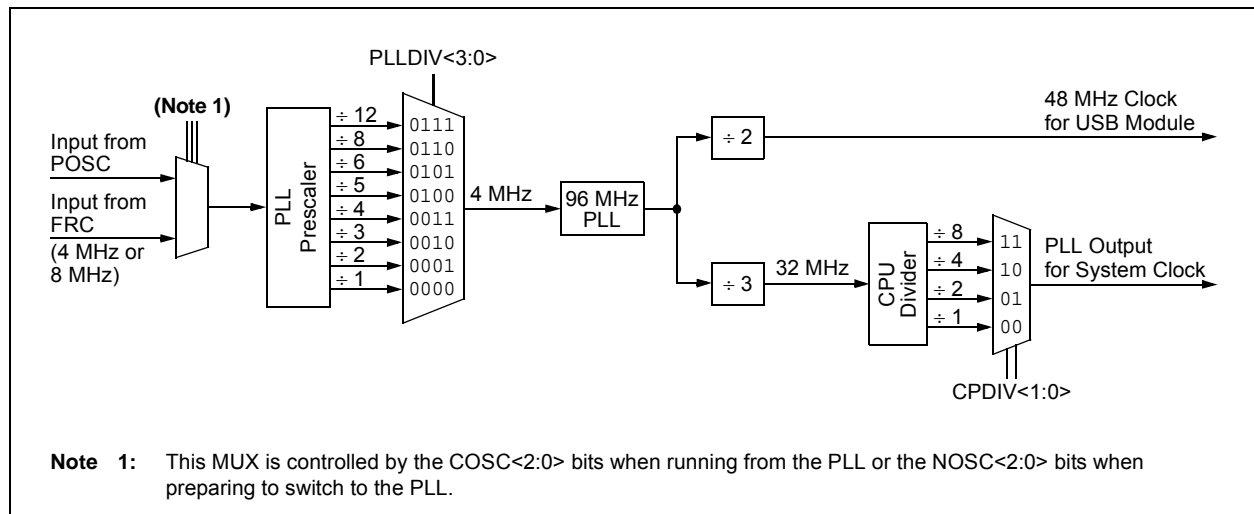 PLLDIV<3:0>
(Note 1)
Input from
POSC
Input from
FRC
(4 MHz or
8 MHz)
PLL
Prescaler
÷ 12
÷ 8
÷ 6
÷ 5
÷ 4
÷ 3
÷ 2
÷ 1
0111
0110
0101
0100
0011
0010
0001
0000
4 MHz
96 MHz
PLL
÷ 2
48 MHz Clock
for USB Module
÷ 3
32 MHz
CPU
Divider
÷ 8
÷ 4
÷ 2
÷ 1
11
10
01
00
PLL Output
for System Clock
CPDIV<1:0>
Note 1: This MUX is controlled by the COSC<2:0> bits when running from the PLL or the NOSC<2:0> bits when
preparing to switch to the PLL.